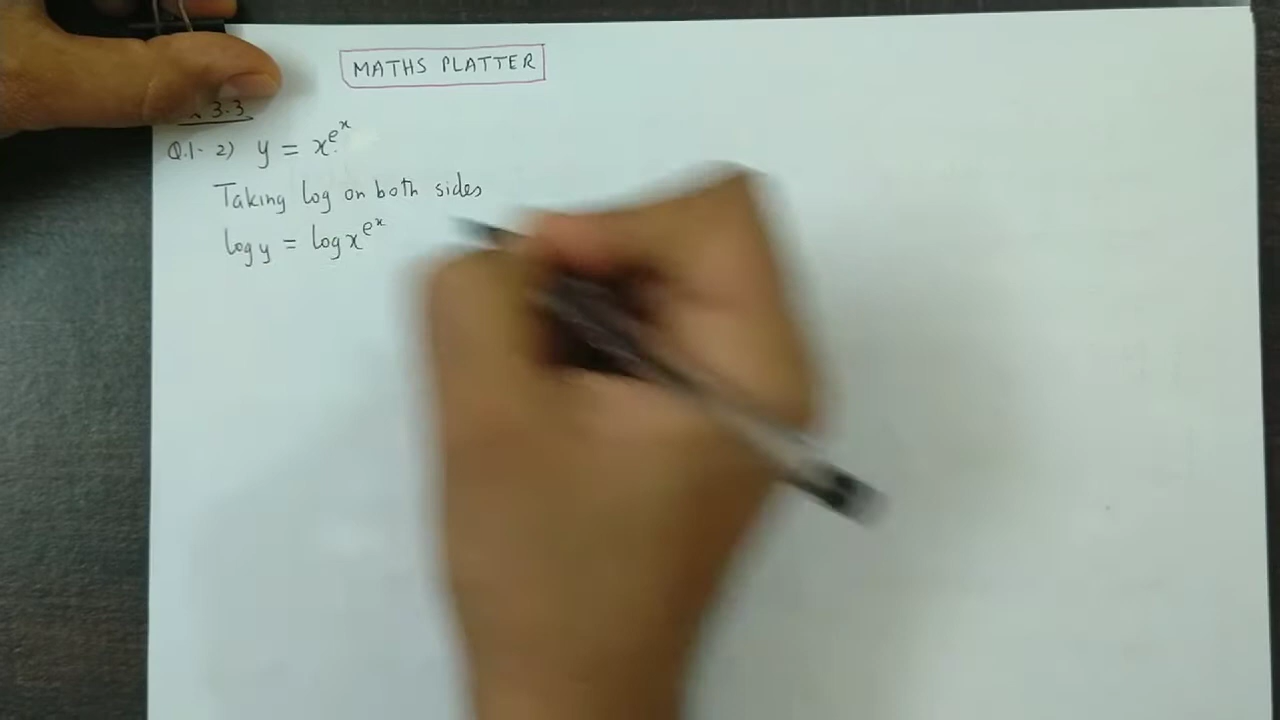 MATHS PLATTER
3.3
Q.1- 2) y = x^e^x
Taking log on both sides
log y = log x^e^x